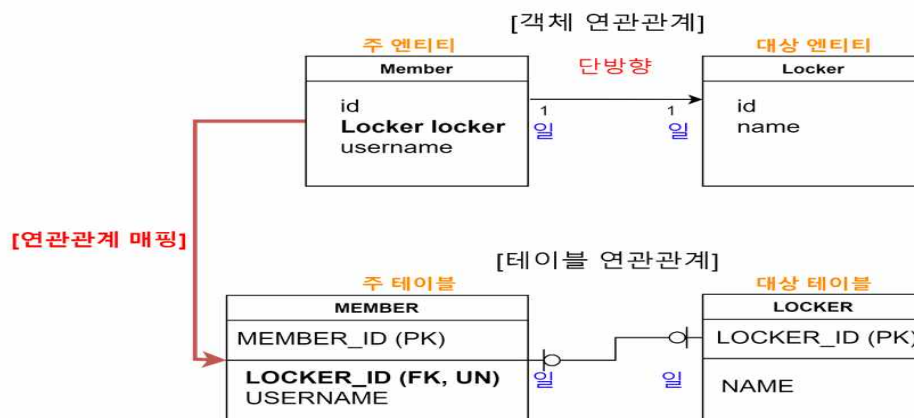 [객체 연관관계]
주 엔티티
대상 엔티티
Member
단방향
Locker
id
Locker locker
username
1
일
1
일
id
name
[연관관계 매핑]
[테이블 연관관계]
주 테이블
대상 테이블
MEMBER
LOCKER
MEMBER_ID (PK)
LOCKER_ID (PK)
LOCKER_ID (FK, UN)
USERNAME
일
일
NAME